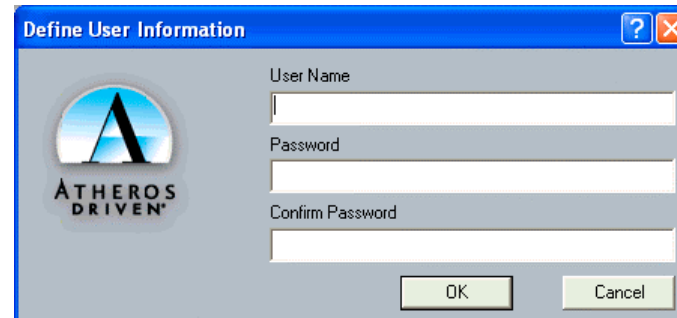 Define User Information
?
User Name
Password
ATHEROS
DRIVEN
Confirm Password
OK Cancel